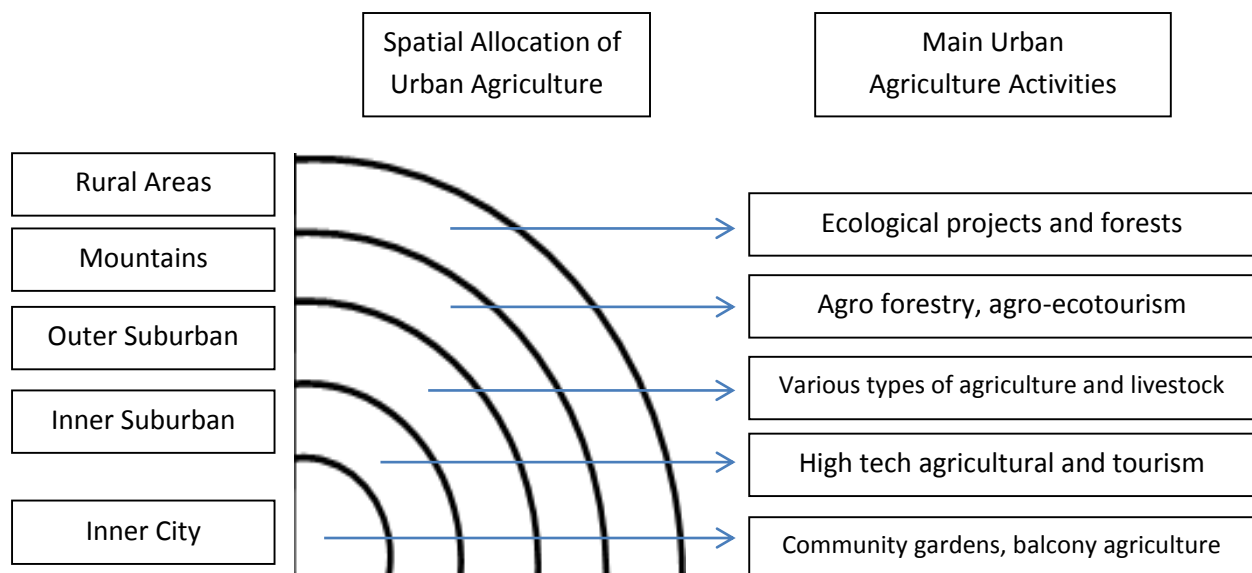 Spatial Allocation of
Urban Agriculture
Main Urban
Agriculture Activities
Rural Areas
Mountains
Outer Suburban
Inner Suburban
Inner City
Ecological projects and forests
Agro forestry, agro-ecotourism
Various types of agriculture and livestock
High tech agricultural and tourism
Community gardens, balcony agriculture